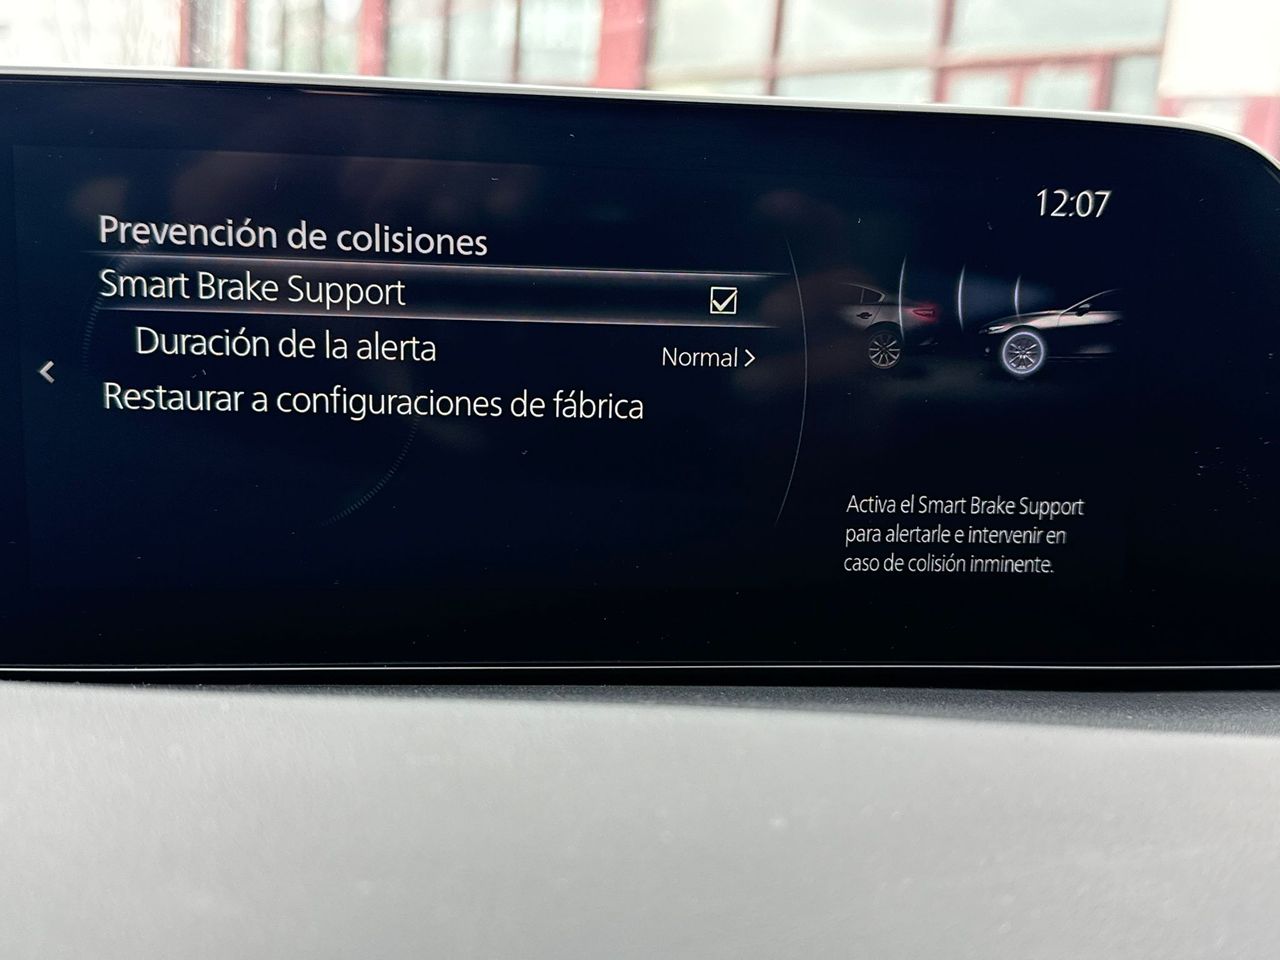 12:07
Prevención de colisiones
Smart Brake Support
Duración de la alerta Normal
Restaurar a configuraciones de fábrica
Activa el Smart Brake Support
para alertarle e intervenir en
caso de colisión inminente.